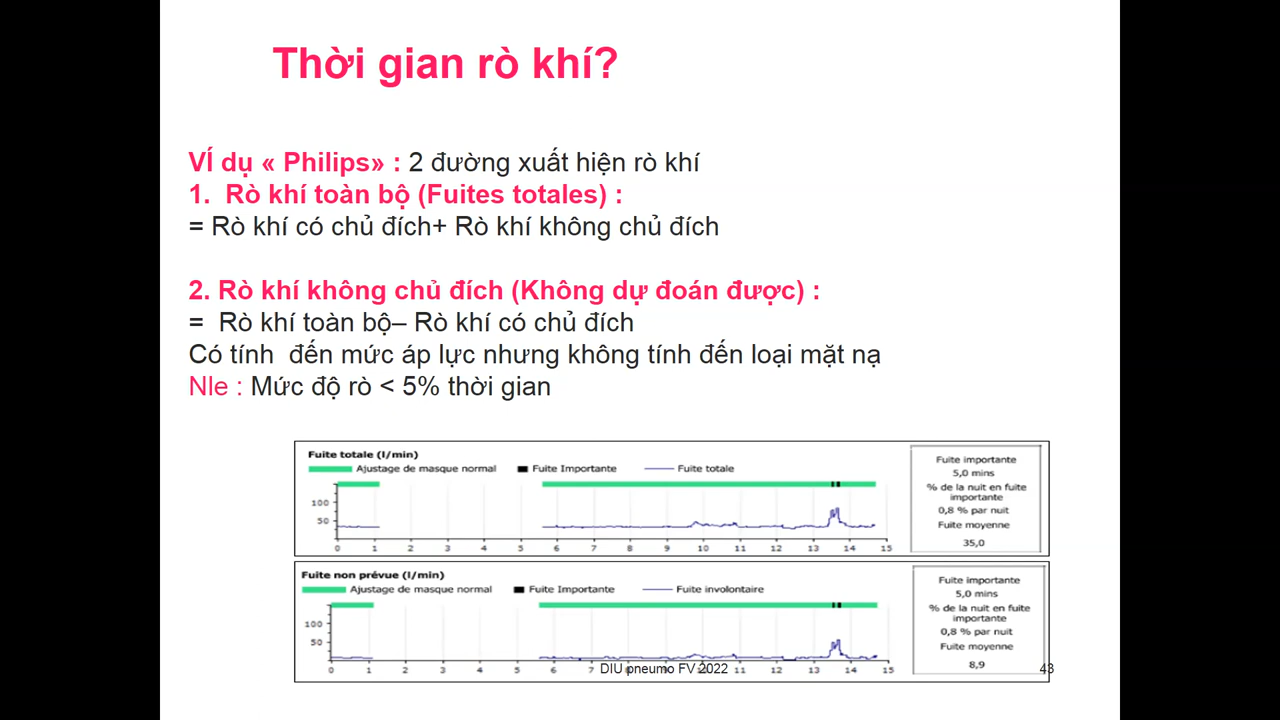 Thời gian rò khí?
VÍ dụ « Philips» : 2 đường xuất hiện rò khí
1. Rò khí toàn bộ (Fuites totales) :
= Rò khí có chủ đích+ Rò khí không chủ đích
2. Rò khí không chủ đích (Không dự đoán được) :
= Rò khí toàn bộ– Rò khí có chủ đích
Có tính đến mức áp lực nhưng không tính đến loại mặt nạ
Nle : Mức độ rò < 5% thời gian
Fuite totale (l/min)
Ajustage de masque normal Fuite Importante Fuite totale
100
50
0 1 2 3 4 5 6 7 8 9 10 11 12 13 14 15
Fuite importante
5,0 mins
% de la nuit en fuite
importante
0,8 % par nuit
Fuite moyenne
35,0
Fuite non prévue (l/min)
Ajustage de masque normal Fuite Importante Fuite involontaire
100
50
0 1 2 3 4 5 6 7 8 9 10 11 12 13 14 15
Fuite importante
5,0 mins
% de la nuit en fuite
importante
0,8 % par nuit
Fuite moyenne
8,9
DIU pneumo FV 2022
43